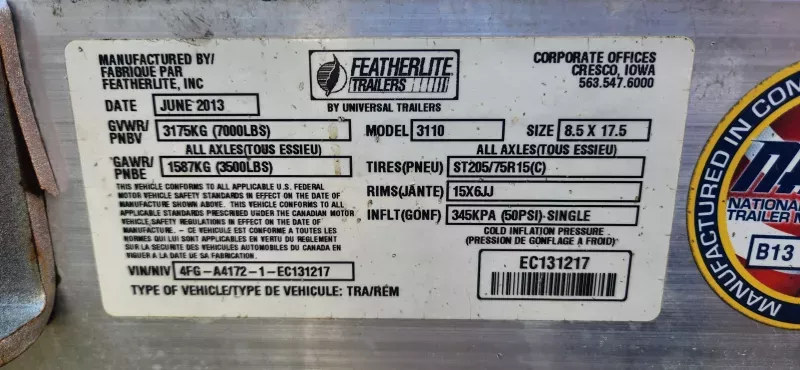 MANUFACTURED BY/
FABRIQUE PAR
FEATHERLITE, INC
FEATHERLITE
TRAILERS
BY UNIVERSAL TRAILERS
CORPORATE OFFICES
CRESCO, IOWA
563.547.6000
DATE JUNE 2013
GVWR/
PNBV 3175KG (7000LBS)
MODEL 3110
SIZE 8.5 X 17.5
ALL AXLES(TOUS ESSIEU)
GAWR/
PNBE 1587KG (3500LBS)
ALL AXLES(TOUS ESSIEU)
TIRES(PNEU) ST205/75R15(C)
RIMS(JÄNTE) 15X6JJ
INFLT(GONF) 345KPA (50PSI)-SINGLE
COLD INFLATION PRESSURE
(PRESSION DE GONFLAGE A FROID)
THIS VEHICLE CONFORMS TO ALL APPLICABLE U.S. FEDERAL
MOTOR VEHICLE SAFETY STANDARDS IN EFFECT ON THE DATE OF
MANUFACTURE. THIS VEHICLE CONFORMS TO ALL
APPLICABLE STANDARDS PRESCRIBED UNDER THE CANADIAN MOTOR
VEHICLE SAFETY REGULATIONS IN EFFECT ON THE DATE OF
MANUFACTURE. – CE VEHICULE EST CONFORME A TOUTES LES
NORMES QUI LUI SONT APPLICABLES EN VERTU DU REGLEMENT
SUR LA SECURITE DES VEHICULES AUTOMOBILES DU CANADA EN
VIGUER A LA DATE DE SA FABRICATION.
VIN/NIV 4FG-A4172-1-EC131217
TYPE OF VEHICLE/TYPE DE VEHICULE: TRA/REM
EC131217
MANUFACTURED IN
NATIONAL
TRAILER
B13